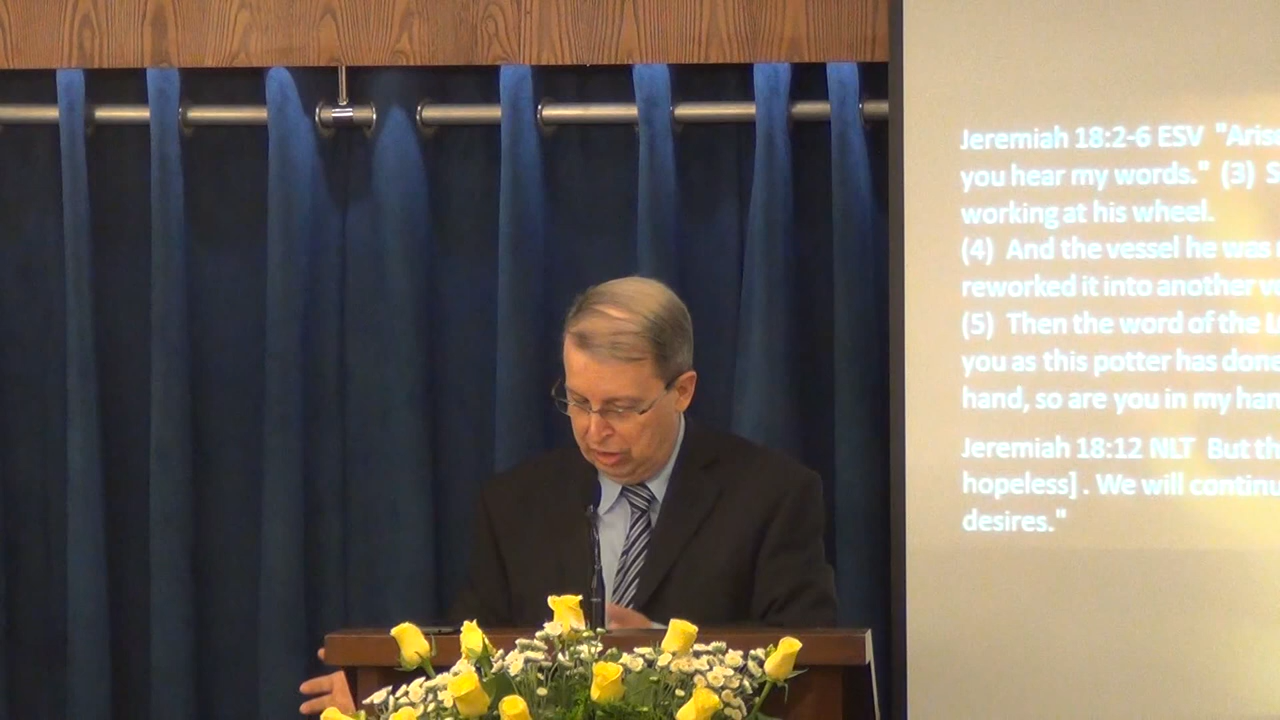 Jeremiah 18:2-6 ESV "Aris
you hear my words." (3) S
working at his wheel.
(4) And the vessel he was
reworked it into another v
(5) Then the word of the L
you as this potter has done
hand, so are you in my han
Jeremiah 18:12 NLT But th
hopeless] . We will continu
desires."